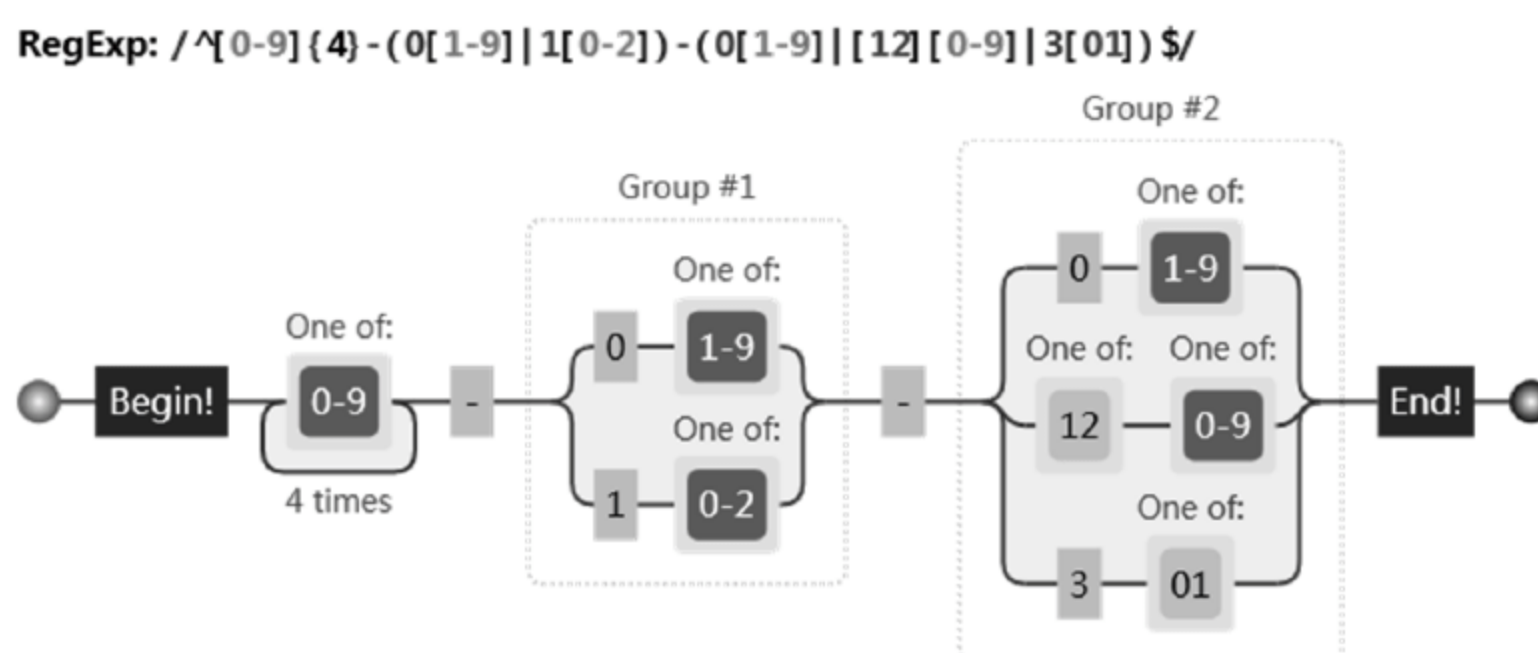 RegExp: /^[0-9]{4}-(0[1-9]|1[0-2])-(0[1-9]|[12][0-9]|3[01])$/
Group #2
Group #1
One of:
0
1-9
One of:
0
1-9
One of:
One of:
One of:
Begin!
0-9
-
-
12
0-9
End!
4 times
One of:
1
0-2
One of:
3
01